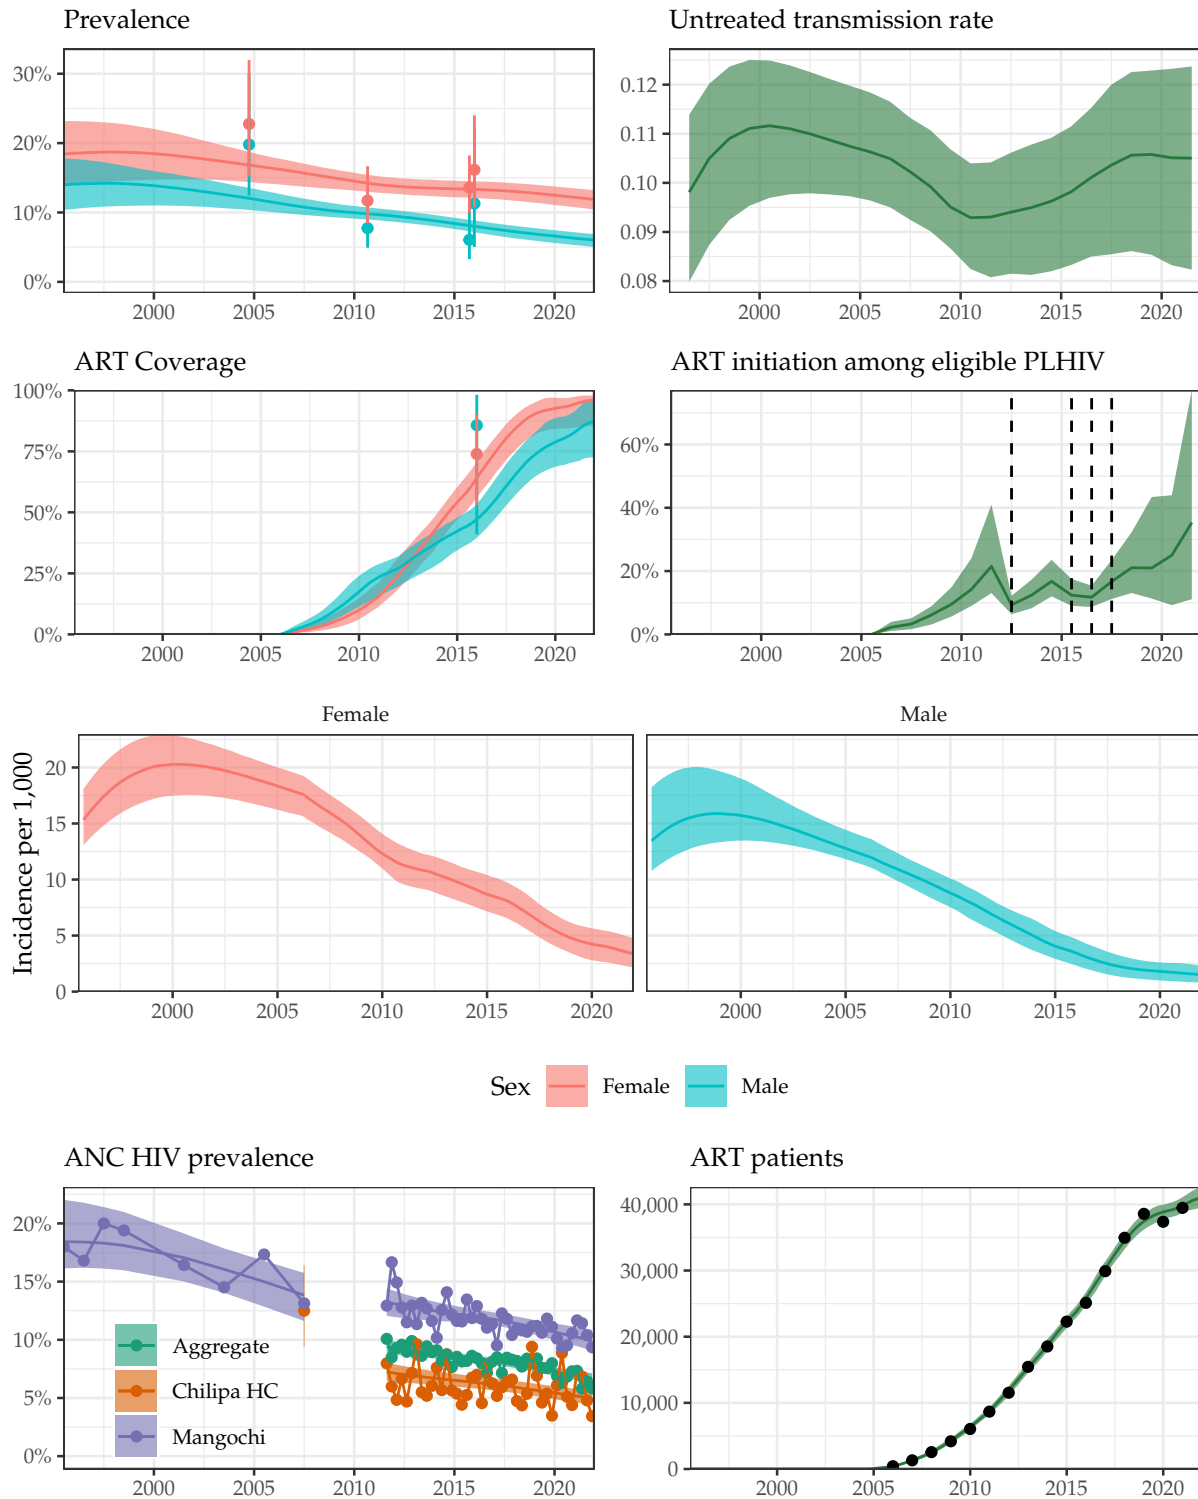 Prevalence
30%
20%
10%
0%
2000 2005 2010 2015 2020
Untreated transmission rate
0.12
0.11
0.10
0.09
0.08
2000 2005 2010 2015 2020
ART Coverage
100%
75%
50%
25%
0%
2000 2005 2010 2015 2020
ART initiation among eligible PLHIV
60%
40%
20%
0%
2000 2005 2010 2015 2020
Female
Male
Incidence per 1,000
20
15
10
5
0
2000 2005 2010 2015 2020
2000 2005 2010 2015 2020
Sex Female Male
ANC HIV prevalence
20%
15%
10%
5%
0%
Aggregate
Chilipa HC
Mangochi
2000 2005 2010 2015 2020
ART patients
40,000
30,000
20,000
10,000
0
2000 2005 2010 2015 2020